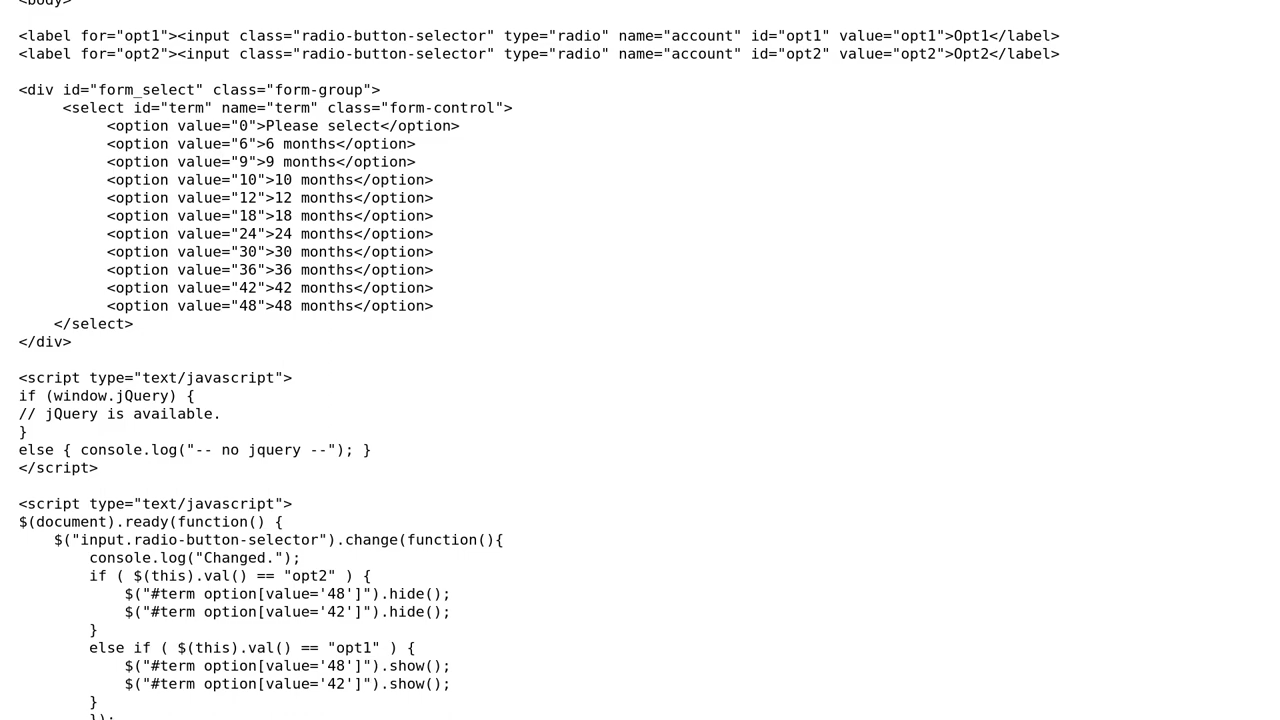 <body>
<label for="opt1"><input class="radio-button-selector" type="radio" name="account" id="opt1" value="opt1">Opt1</label>
<label for="opt2"><input class="radio-button-selector" type="radio" name="account" id="opt2" value="opt2">Opt2</label>
<div id="form_select" class="form-group">
<select id="term" name="term" class="form-control">
<option value="0">Please select</option>
<option value="6">6 months</option>
<option value="9">9 months</option>
<option value="10">10 months</option>
<option value="12">12 months</option>
<option value="18">18 months</option>
<option value="24">24 months</option>
<option value="30">30 months</option>
<option value="36">36 months</option>
<option value="42">42 months</option>
<option value="48">48 months</option>
</select>
</div>
<script type="text/javascript">
if (window.jQuery) {
// jQuery is available.
}
else { console.log("-- no jquery --"); }
</script>
<script type="text/javascript">
$(document).ready(function() {
$("input.radio-button-selector").change(function(){
console.log("Changed.");
if ( $(this).val() == "opt2" ) {
$("#term option[value='48']").hide();
$("#term option[value='42']").hide();
}
else if ( $(this).val() == "opt1" ) {
$("#term option[value='48']").show();
$("#term option[value='42']").show();
}
});